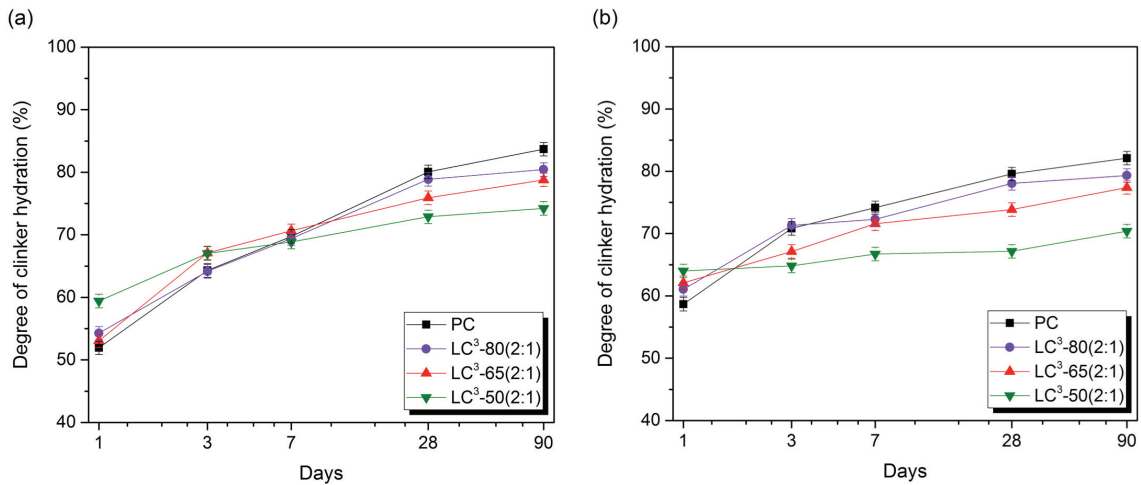 (a)
Degree of clinker hydration (%)
100
90
80
70
60
50
40
1 3 7 28 90
Days
PC
LC³-80(2:1)
LC³-65(2:1)
LC³-50(2:1)
(b)
Degree of clinker hydration (%)
100
90
80
70
60
50
40
1 3 7 28 90
Days
PC
LC³-80(2:1)
LC³-65(2:1)
LC³-50(2:1)